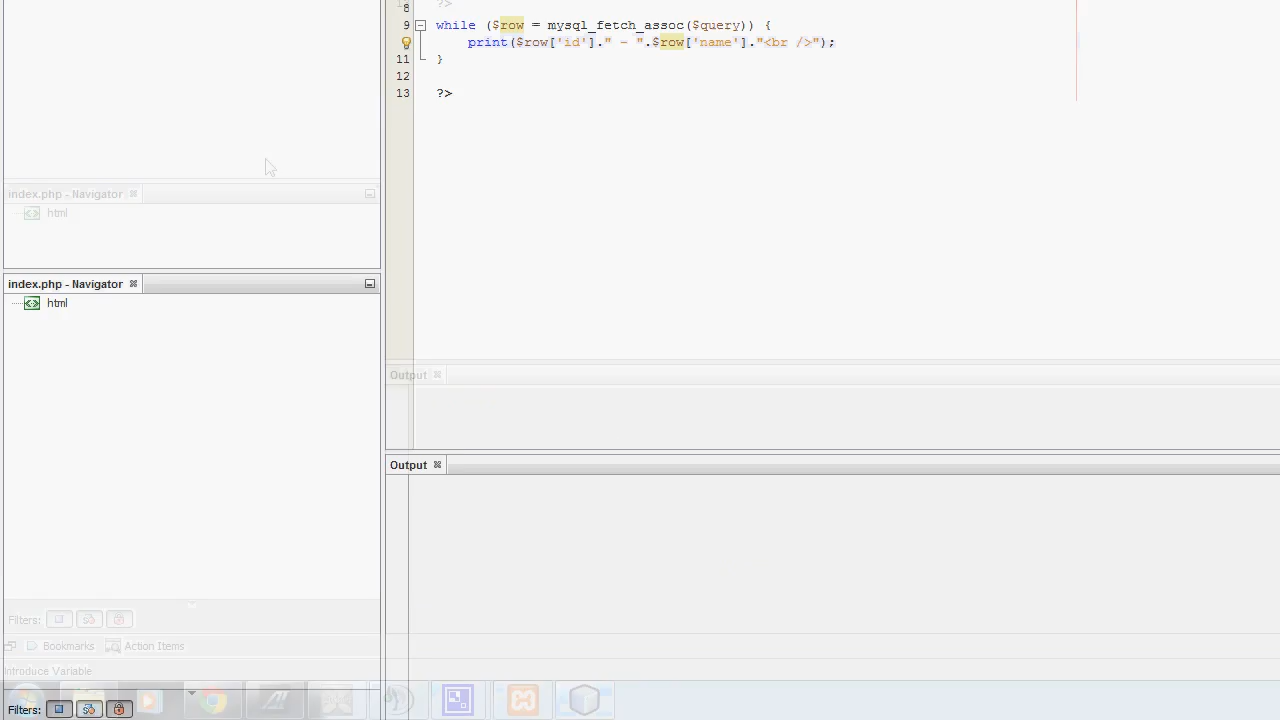 ?>
8
9 while ($row = mysql_fetch_assoc($query)) {
print($row['id']." - ".$row['name']."<br />");
11 }
12
13 ?>
index.php - Navigator
html
index.php - Navigator
html
Output
Output
Filters:
Bookmarks Action Items
Introduce Variable
Filters: